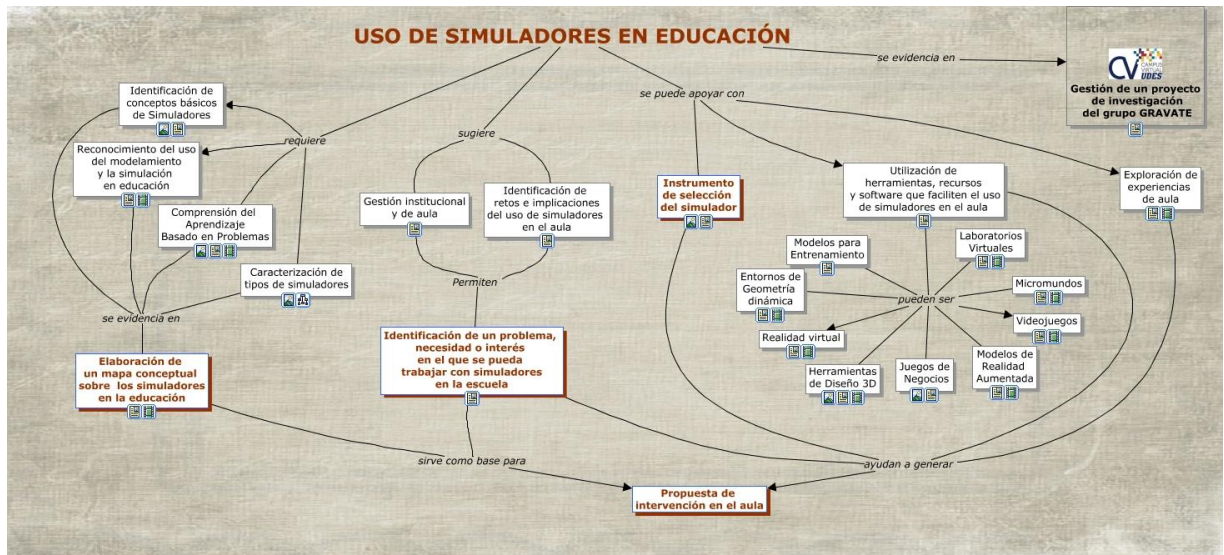 USO DE SIMULADORES EN EDUCACIÓN
se evidencia en
CV
CAMPUS
VIRTUAL
UDES
Gestión de un proyecto
de investigación
del grupo GRAVATE
se puede apoyar con
Identificación de
conceptos básicos
de Simuladores
requiere
sugiere
Reconocimiento del uso
del modelamiento
y la simulación
en educación
Comprensión del
Aprendizaje
Basado en Problemas
Caracterización de
tipos de simuladores
se evidencia en
Elaboración de
un mapa conceptual
sobre los simuladores
en la educación
Gestión institucional
y de aula
Identificación de
retos e implicaciones
del uso de simuladores
en el aula
Permiten
Identificación de un problema,
necesidad o interés
en el que se pueda
trabajar con simuladores
en la escuela
Instrumento
de selección
del simulador
Utilización de
herramientas, recursos
y software que faciliten el uso
de simuladores en el aula
Exploración de
experiencias
de aula
Modelos para
Entrenamiento
Laboratorios
Virtuales
Entornos de
Geometría
dinámica
pueden ser
Micromundos
Realidad virtual
Videojuegos
Herramientas
de Diseño 3D
Juegos de
Negocios
Modelos de
Realidad
Aumentada
sirve como base para
ayudan a generar
Propuesta de
intervención en el aula